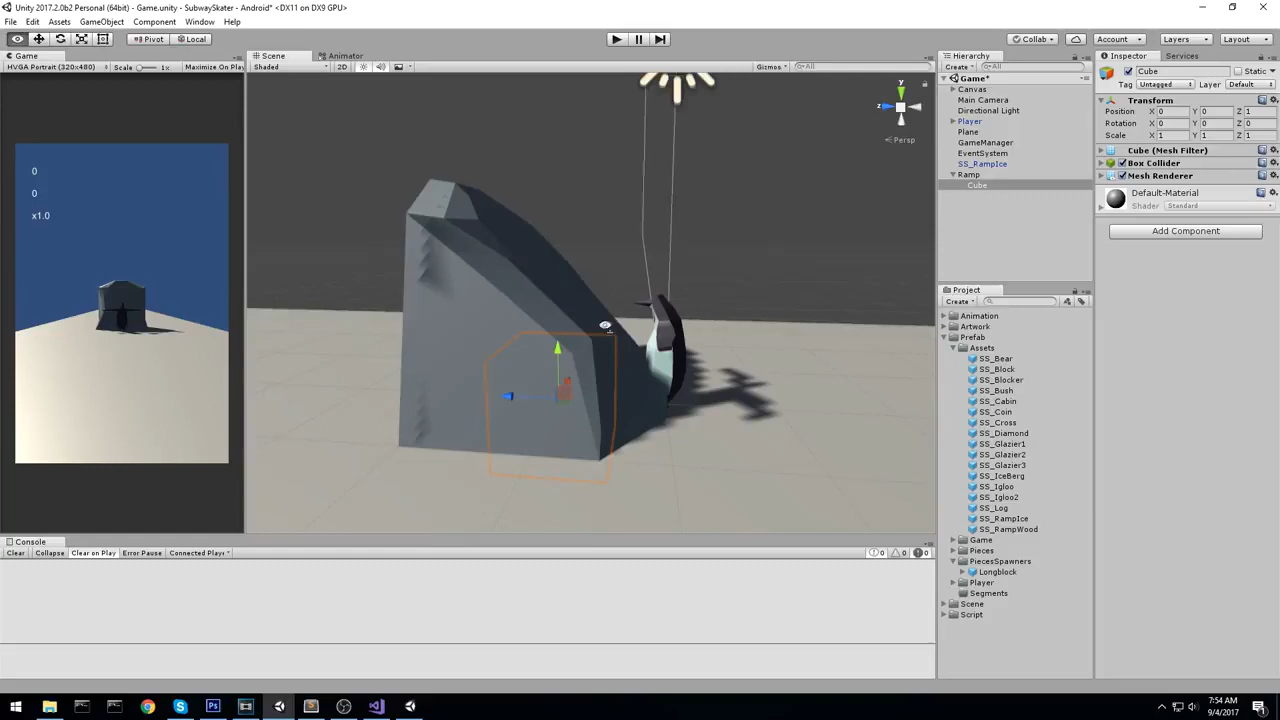 Unity 2017.2.0b2 Personal (64bit) - Game.unity - SubwaySkater - Android* <DX11 on DX9 GPU>
File Edit Assets GameObject Component Window Help
Pivot Local Collab Account Layers Layout
Game Scene Animator Hierarchy Inspector Services
HVGA Portrait (320x480) Scale 1x Maximize On Play Shaded 2D Gizmos All Create All Cube Static
Game* Tag Untagged Layer Default
Canvas
Main Camera Transform
Directional Light Position X 0 Y 0 Z 1
Player Rotation X 0 Y 0 Z 0
Plane Scale X 1 Y 1 Z 1
GameManager
EventSystem Cube (Mesh Filter)
SS_RampIce Box Collider
Ramp Mesh Renderer
Cube
Default-Material
Shader Standard
Add Component
y
z
Persp
0
0
x1.0
Project
Create
Animation
Artwork
Prefab
Assets
SS_Bear
SS_Block
SS_Blocker
SS_Bush
SS_Cabin
SS_Coin
SS_Cross
SS_Diamond
SS_Glazier1
SS_Glazier2
SS_Glazier3
SS_IceBerg
SS_Igloo
SS_Igloo2
SS_Log
SS_RampIce
SS_RampWood
Game
Pieces
PiecesSpawners
Longblock
Player
Segments
Scene
Script
Console
Clear Collapse Clear on Play Error Pause Connected Player 0 0 0
7:54 AM
9/4/2017